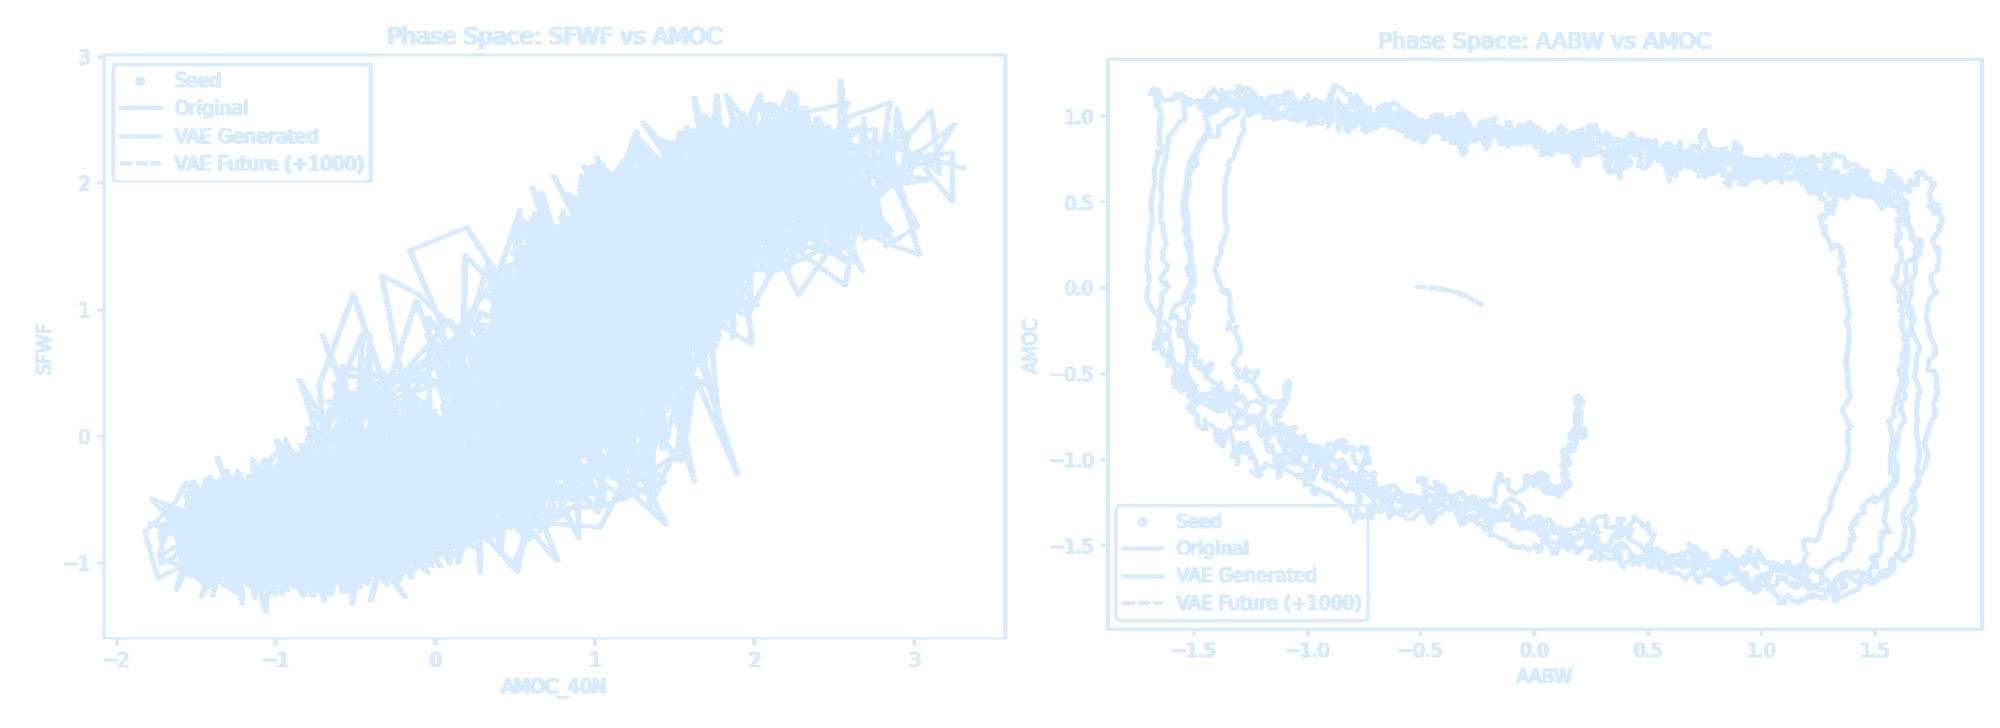 Phase Space: SFWF vs AMOC
3
2
1
0
−1
SFWF
Seed
Original
VAE Generated
VAE Future (+1000)
−2
−1
0
1
2
3
AMOC_40N
Phase Space: AABW vs AMOC
1.0
0.5
0.0
−0.5
−1.0
−1.5
AMOC
Seed
Original
VAE Generated
VAE Future (+1000)
−1.5
−1.0
−0.5
0.0
0.5
1.0
1.5
AABW